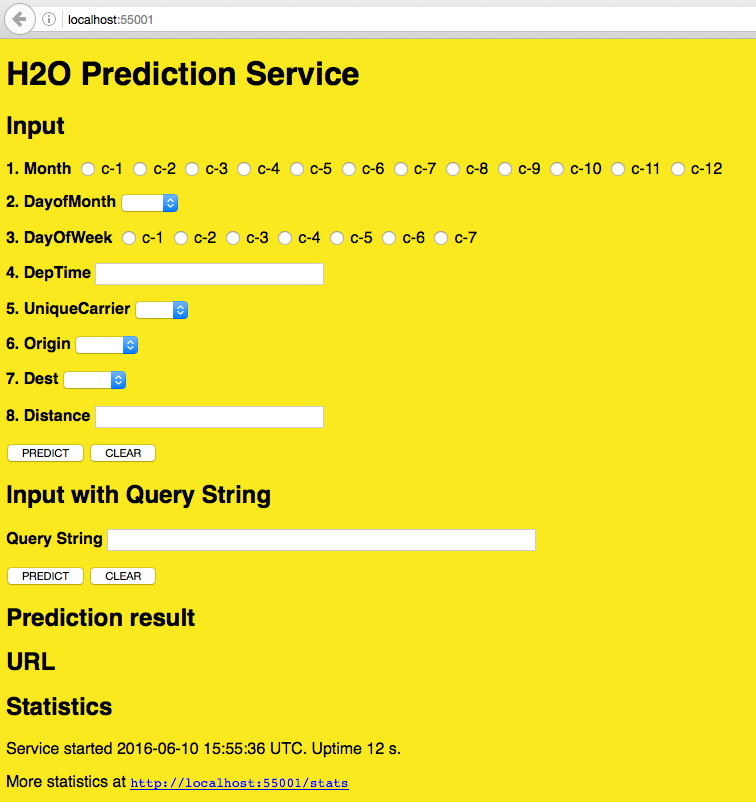 localhost:55001
H2O Prediction Service
Input
1. Month c-1 c-2 c-3 c-4 c-5 c-6 c-7 c-8 c-9 c-10 c-11 c-12
2. DayofMonth
3. DayOfWeek c-1 c-2 c-3 c-4 c-5 c-6 c-7
4. DepTime
5. UniqueCarrier
6. Origin
7. Dest
8. Distance
PREDICT CLEAR
Input with Query String
Query String
PREDICT CLEAR
Prediction result
URL
Statistics
Service started 2016-06-10 15:55:36 UTC. Uptime 12 s.
More statistics at http://localhost:55001/stats